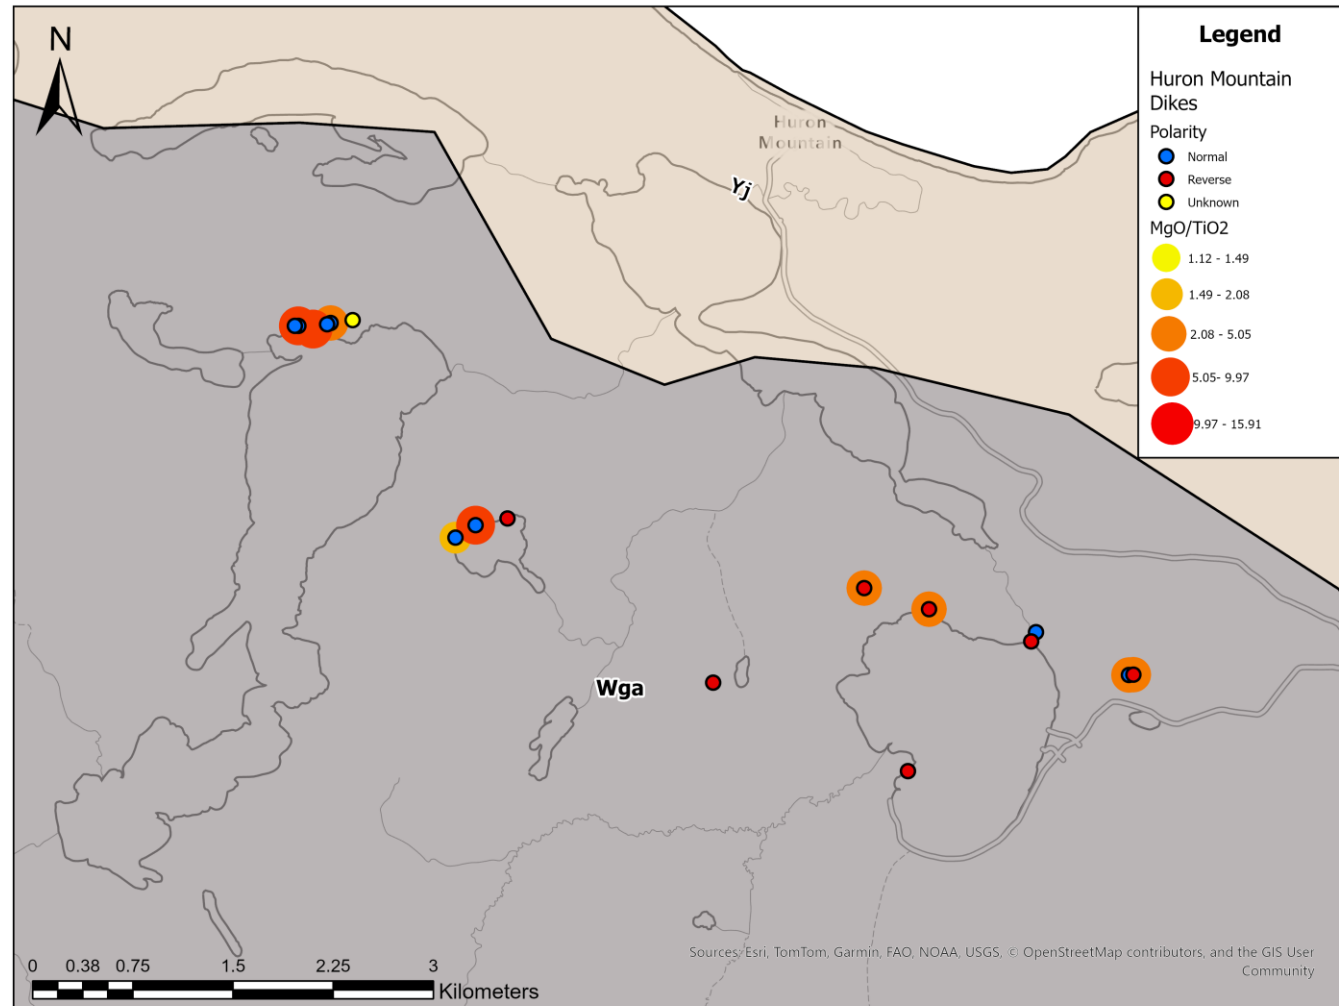 N
Huron
Mountain
Yj
Wga
Legend
Huron Mountain
Dikes
Polarity
Normal
Reverse
Unknown
MgO/TiO2
1.12 - 1.49
1.49 - 2.08
2.08 - 5.05
5.05- 9.97
9.97 - 15.91
0 0.38 0.75 1.5 2.25 3
Kilometers
Sources: Esri, TomTom, Garmin, FAO, NOAA, USGS, © OpenStreetMap contributors, and the GIS User
Community